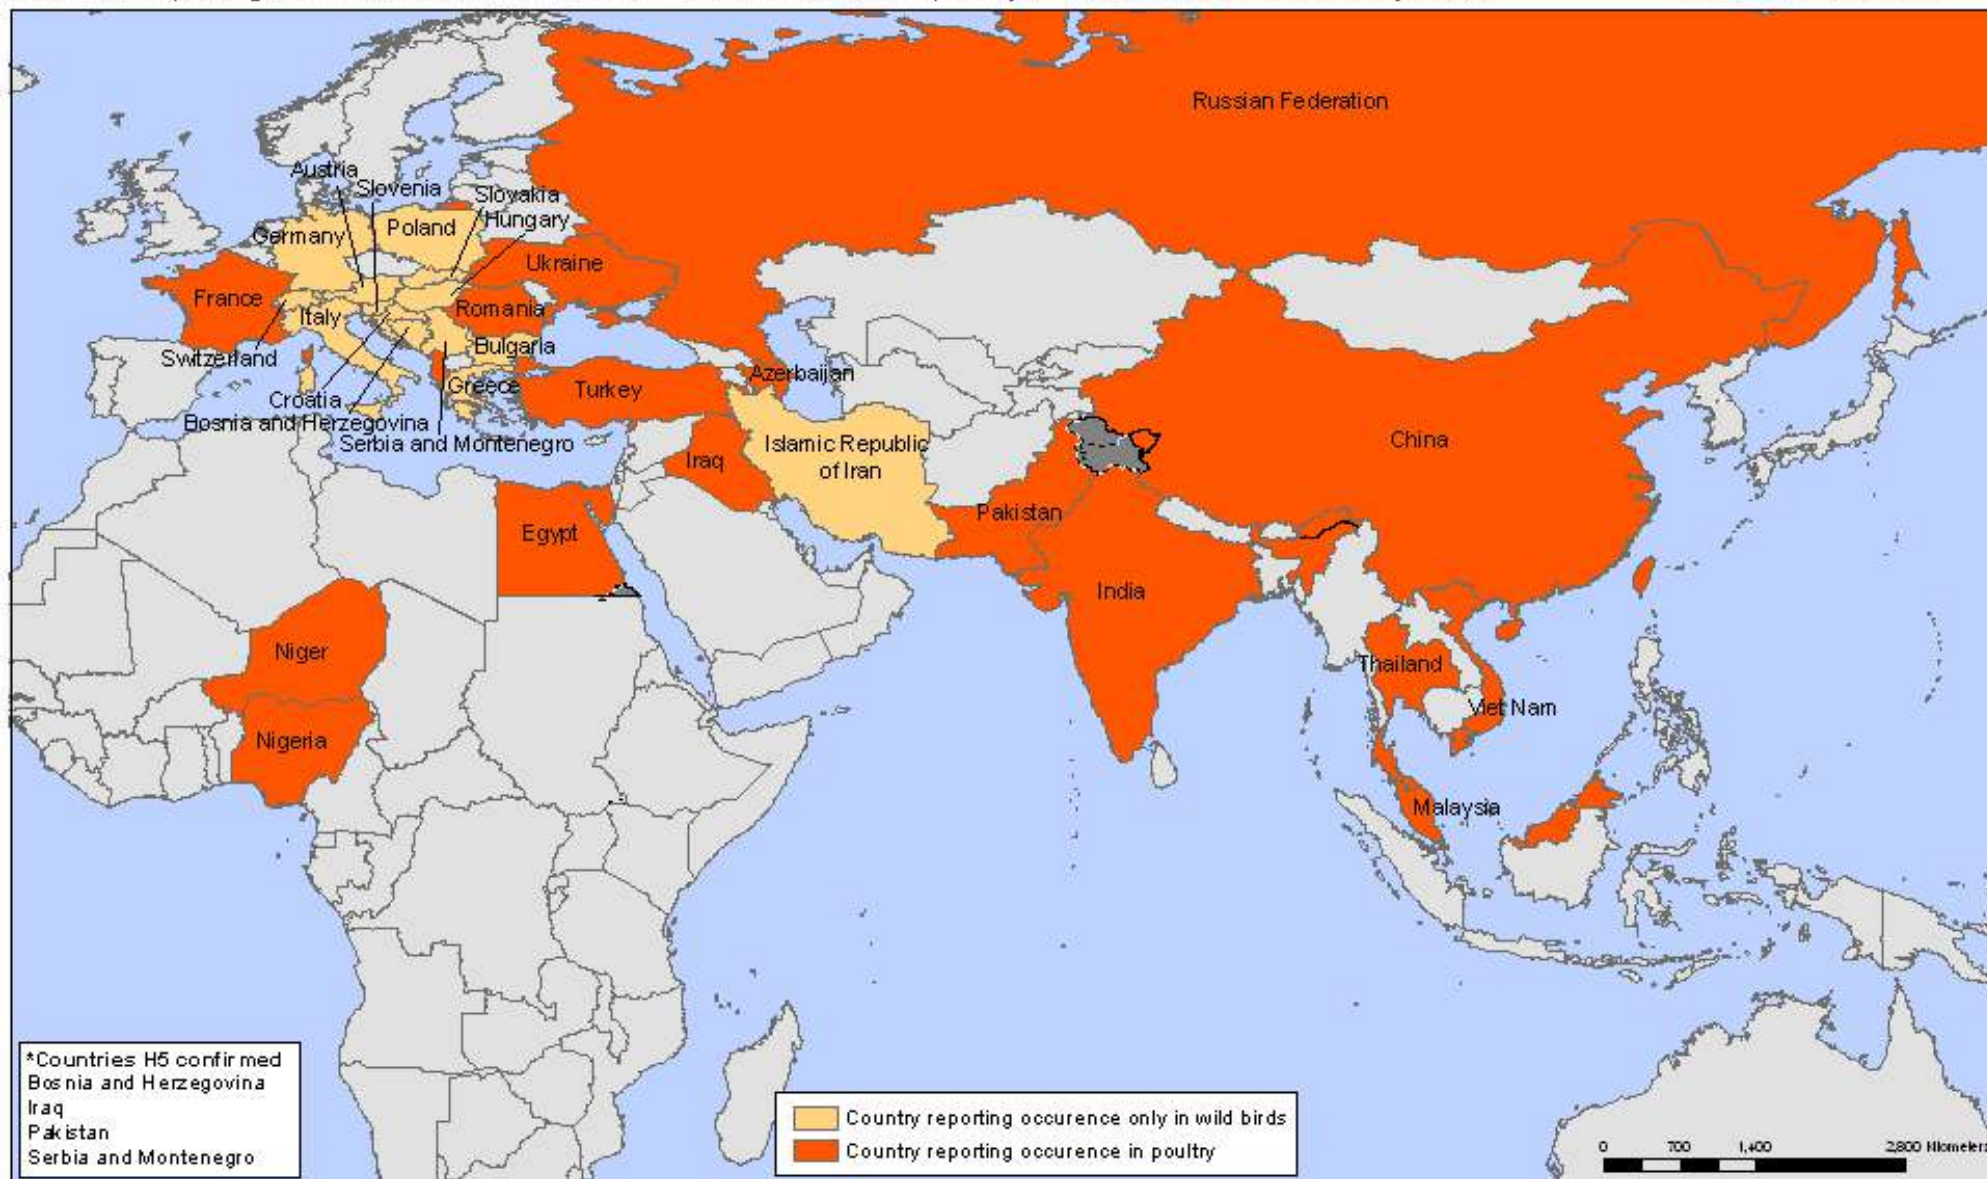 Russian Federation
Austria
Slovenia
Slovakia
Hungary
Poland
Germany
Ukraine
France
Romania
Italy
Switzerland
Bulgaria
Azerbaijan
Greece
Turkey
Croatia
Bosnia and Herzegovina
Serbia and Montenegro
Islamic Republic
of Iran
Iraq
China
Pakistan
Egypt
India
Niger
Thailand
Viet Nam
Nigeria
Malaysia
*Countries H5 confirmed
Bosnia and Herzegovina
Iraq
Pakistan
Serbia and Montenegro
Country reporting occurence only in wild birds
Country reporting occurence in poultry
0 700 1,400 2,800 Kilometers